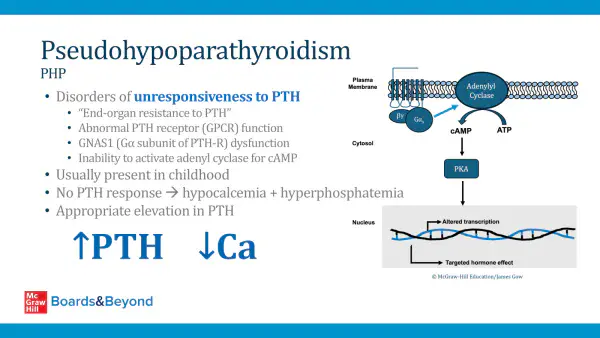 Pseudohypoparathyroidism
PHP
• Disorders of unresponsiveness to PTH
• “End-organ resistance to PTH”
• Abnormal PTH receptor (GPCR) function
• GNAS1 (Gα subunit of PTH-R) dysfunction
• Inability to activate adenyl cyclase for cAMP
• Usually present in childhood
• No PTH response → hypocalcemia + hyperphosphatemia
• Appropriate elevation in PTH
↑PTH ↓Ca
Plasma
Membrane
Adenylyl
Cyclase
βγ
Gαs
cAMP
ATP
Cytosol
PKA
Nucleus
Altered transcription
Targeted hormone effect
© McGraw-Hill Education/James Gow
Mc
Graw
Hill
Boards&Beyond